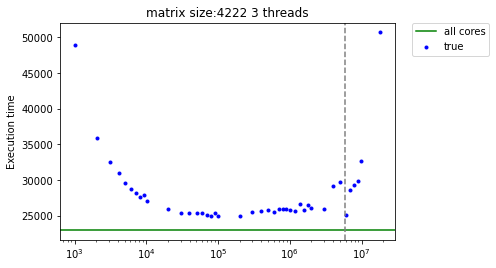 matrix size:4222 3 threads
50000
45000
40000
35000
30000
25000
Execution time
10³
10⁴
10⁵
10⁶
10⁷
all cores
true